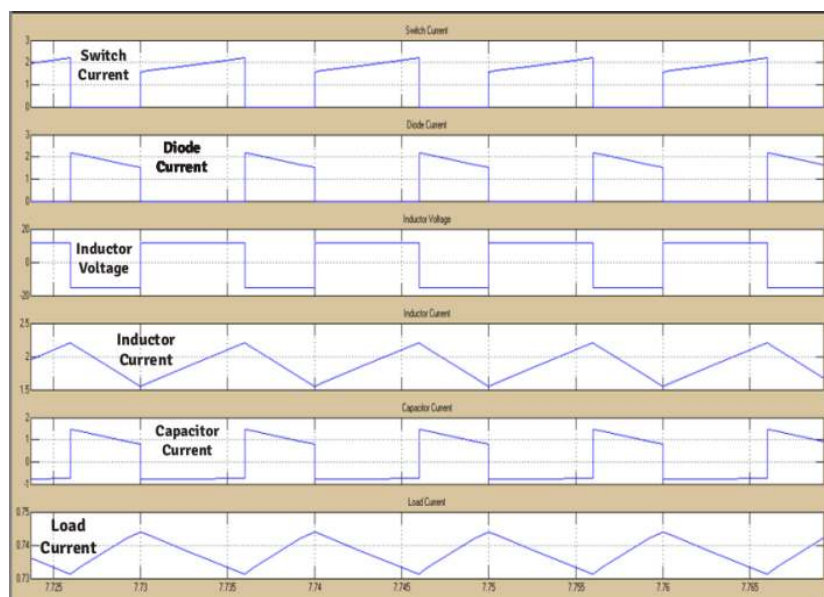 Switch Current
3
2
1
0
Switch
Current
Diode Current
3
2
1
0
Diode
Current
Inductor Voltage
20
0
-20
Inductor
Voltage
Inductor Current
2.5
2
1.5
Inductor
Current
Capacitor Current
2
1
0
-1
Capacitor
Current
Load Current
0.75
0.74
0.73
Load
Current
7.725 7.73 7.735 7.74 7.745 7.75 7.755 7.76 7.765